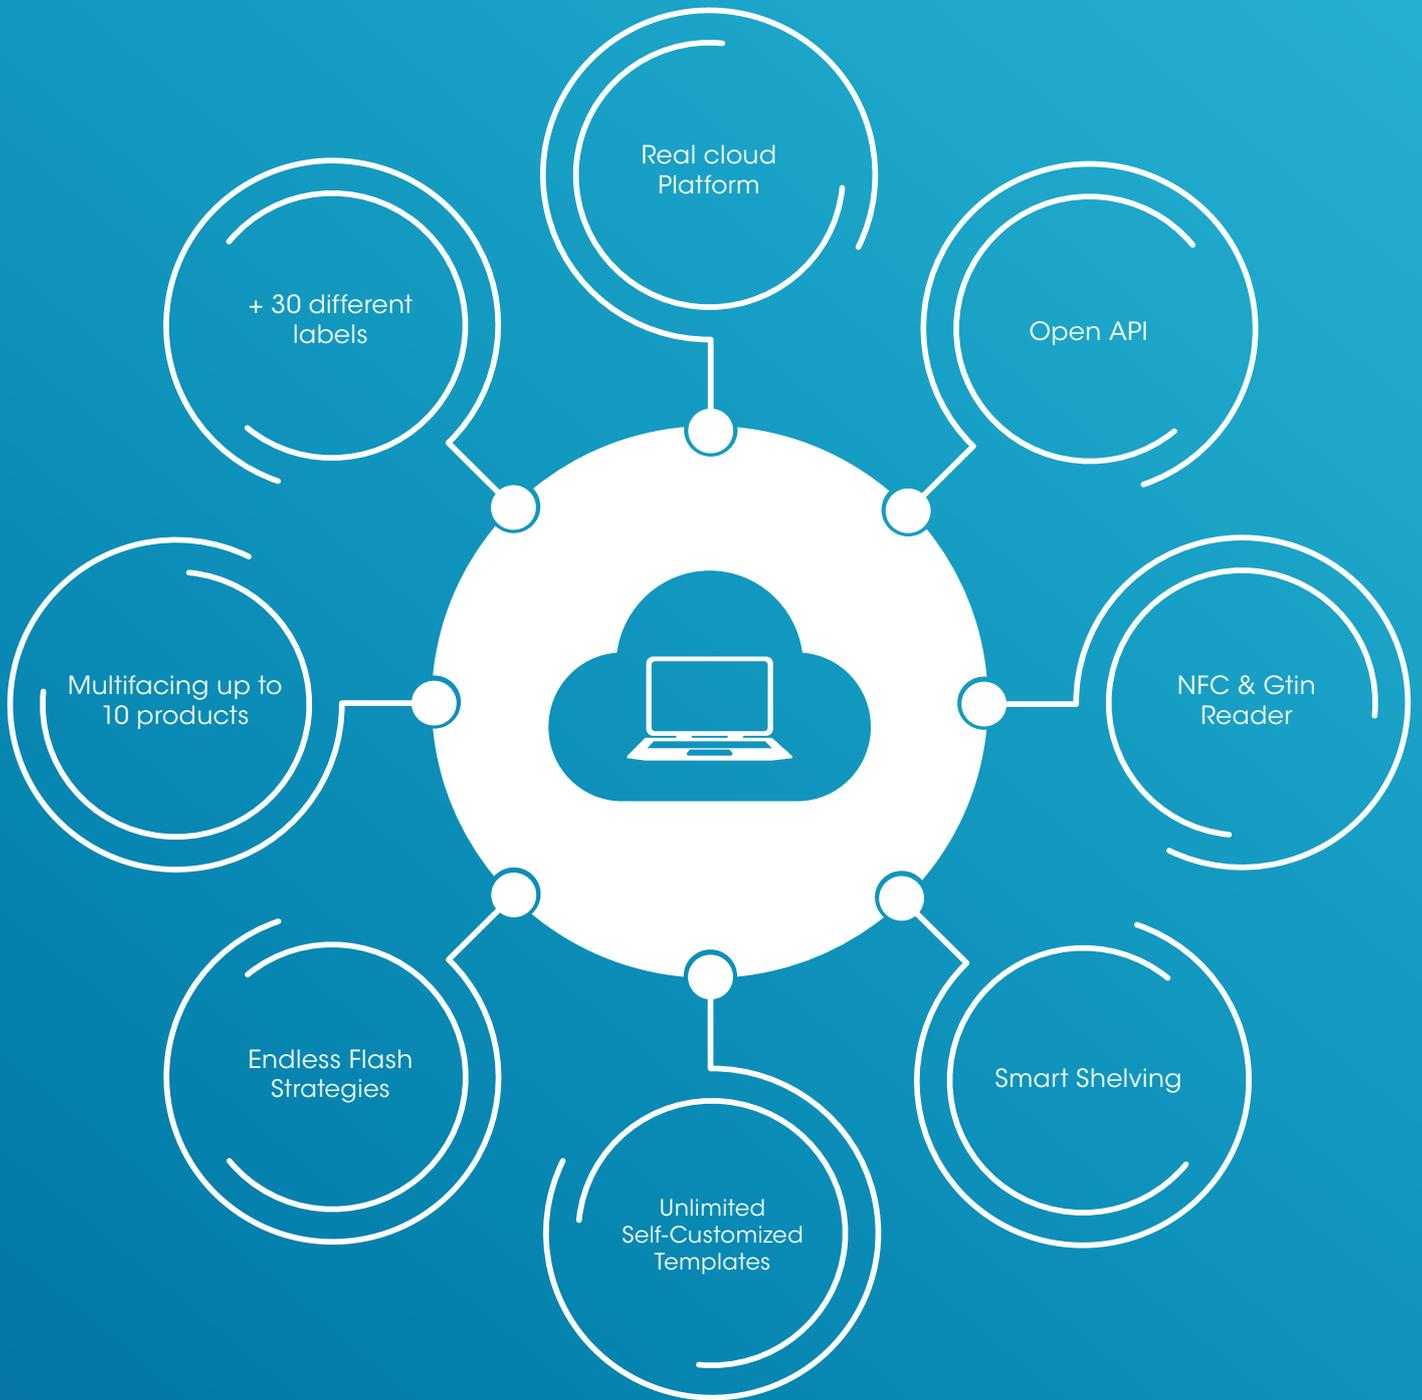 Real cloud
Platform
+ 30 different
labels
Open API
Multifacing up to
10 products
NFC & Gtin
Reader
Endless Flash
Strategies
Smart Shelving
Unlimited
Self-Customized
Templates